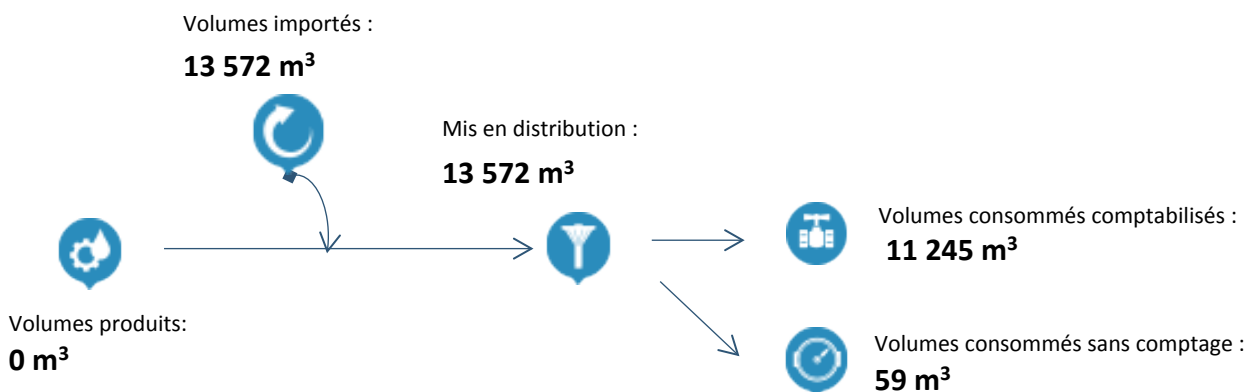 Volumes importés :
13 572 m³
Mis en distribution :
13 572 m³
Volumes consommés comptabilisés :
11 245 m³
Volumes produits:
0 m³
Volumes consommés sans comptage :
59 m³